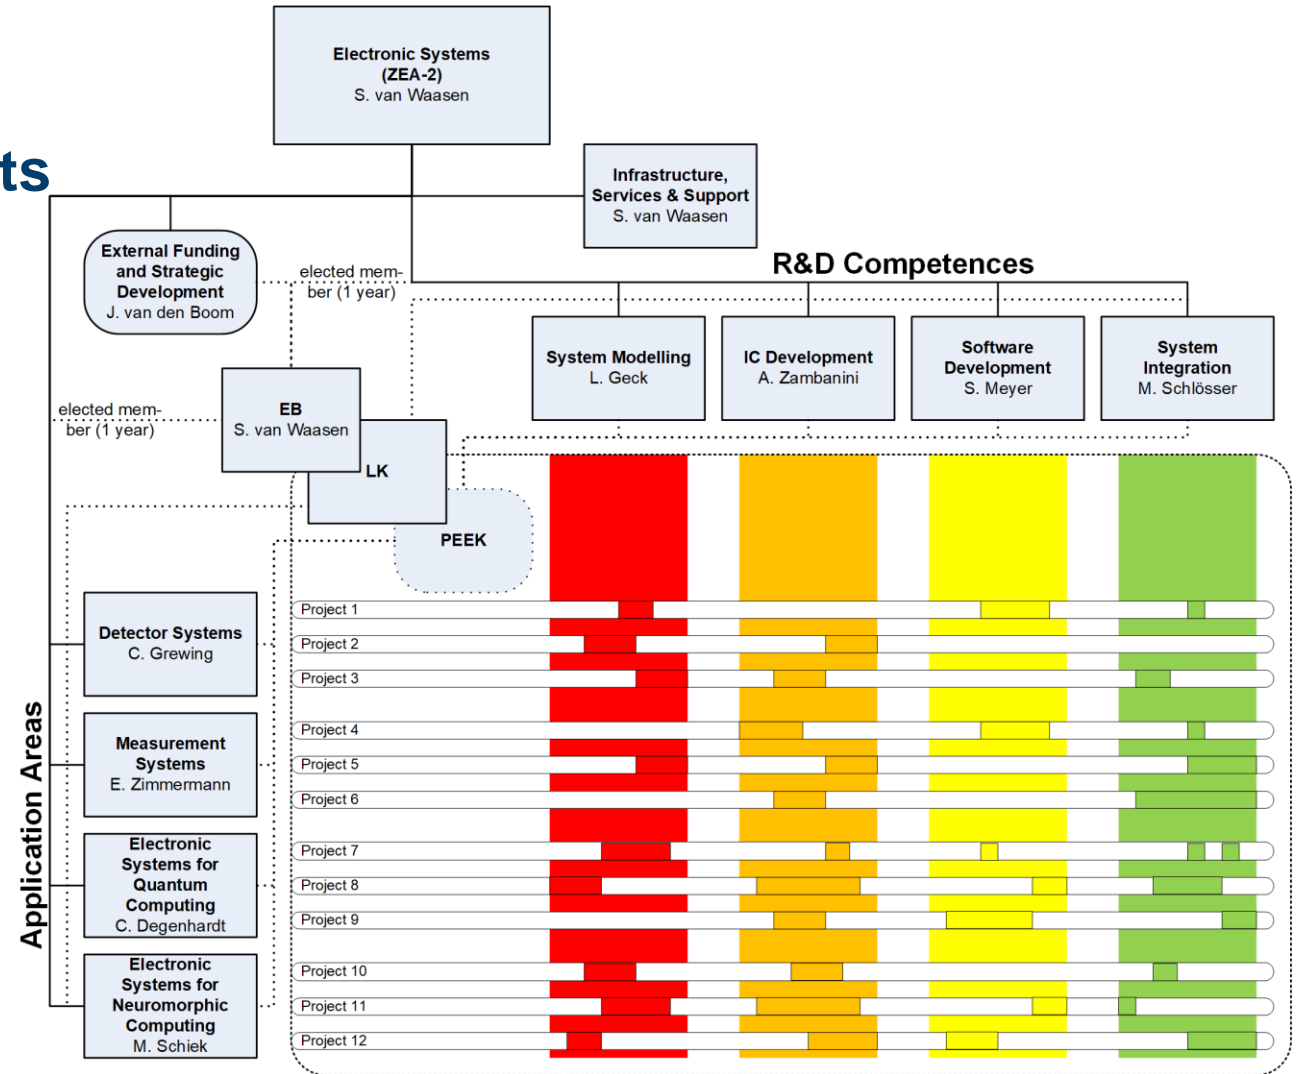 Electronic Systems
(ZEA-2)
S. van Waasen
ts
Infrastructure,
Services & Support
S. van Waasen
External Funding
and Strategic
Development
J. van den Boom
elected mem-
ber (1 year)
R&D Competences
System Modelling
L. Geck
IC Development
A. Zambanini
Software
Development
S. Meyer
System
Integration
M. Schlösser
EB
S. van Waasen
elected mem-
ber (1 year)
LK
PEEK
Application Areas
Detector Systems
C. Grewing
Measurement
Systems
E. Zimmermann
Electronic
Systems for
Quantum
Computing
C. Degenhardt
Electronic
Systems for
Neuromorphic
Computing
M. Schiek
Project 1
Project 2
Project 3
Project 4
Project 5
Project 6
Project 7
Project 8
Project 9
Project 10
Project 11
Project 12